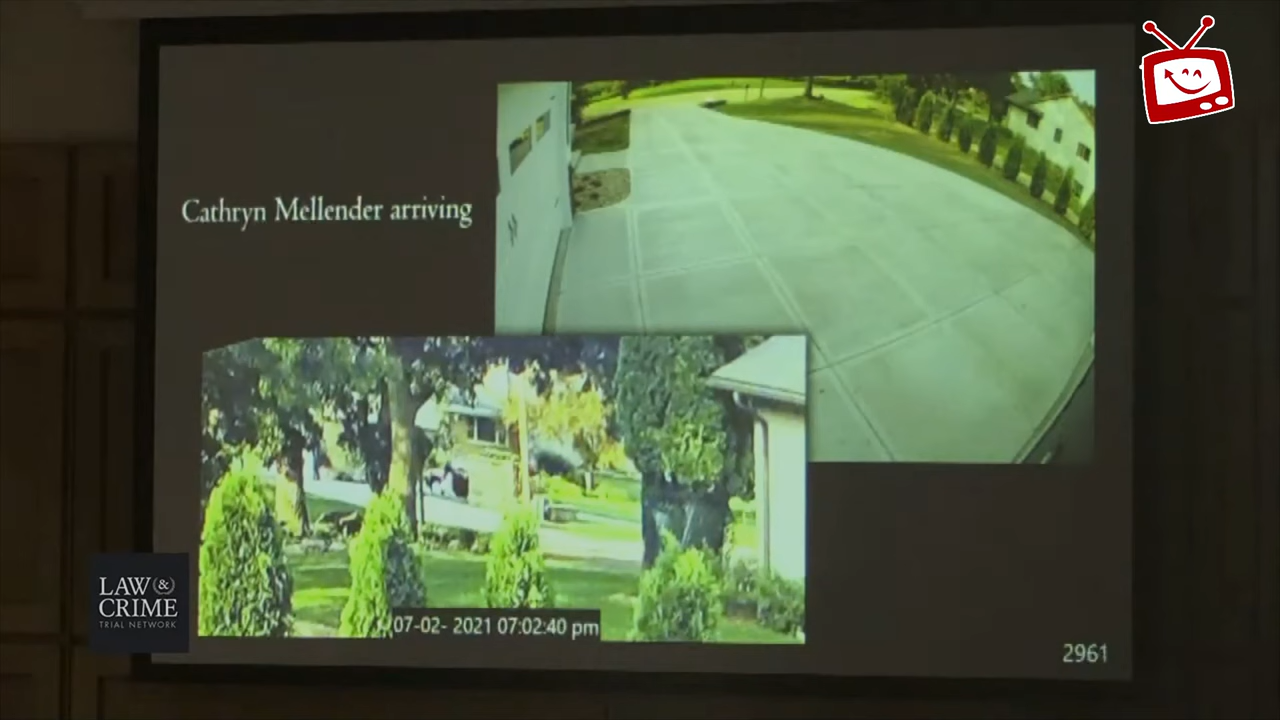 Cathryn Mellender arriving
07-02- 2021 07:02:40 pm
2961
LAW &
CRIME
TRIAL NETWORK